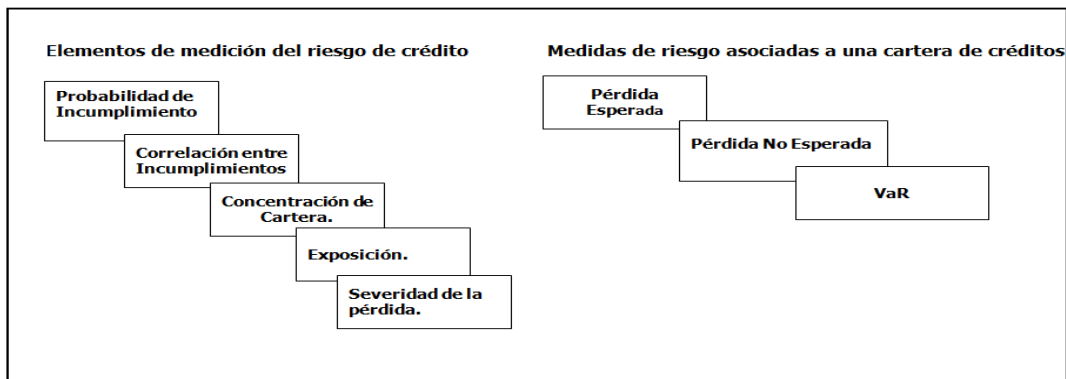 Elementos de medición del riesgo de crédito
Probabilidad de
Incumplimiento
Correlación entre
Incumplimientos
Concentración de
Cartera.
Exposición.
Severidad de la
pérdida.
Medidas de riesgo asociadas a una cartera de créditos
Pérdida
Esperada
Pérdida No Esperada
VaR